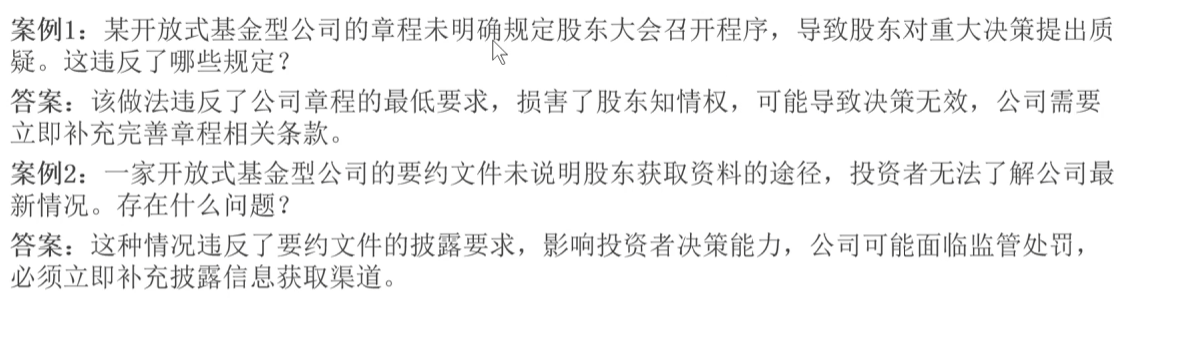 案例1：某开放式基金型公司的章程未明确规定股东大会召开程序，导致股东对重大决策提出质
疑。这违反了哪些规定？
答案：该做法违反了公司章程的最低要求，损害了股东知情权，可能导致决策无效，公司需要
立即补充完善章程相关条款。
案例2：一家开放式基金型公司的要约文件未说明股东获取资料的途径，投资者无法了解公司最
新情况。存在什么问题？
答案：这种情况违反了要约文件的披露要求，影响投资者决策能力，公司可能面临监管处罚，
必须立即补充披露信息获取渠道。